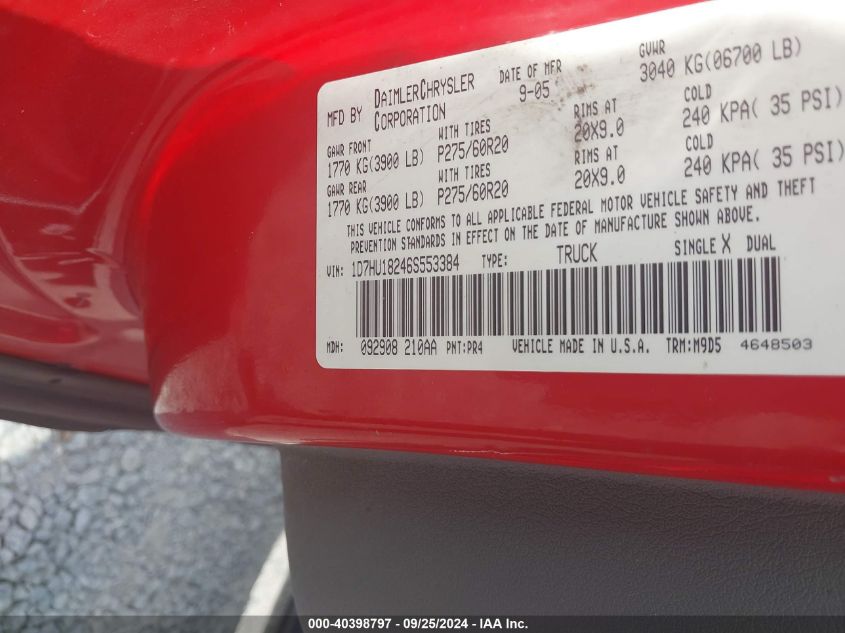 MFD BY DAIMLERCHRYSLER CORPORATION DATE OF MFR 9-05 GVWR 3040 KG(06700 LB)
GAWR FRONT WITH TIRES RIMS AT COLD
1770 KG(3900 LB) P275/60R20 20X9.0 240 KPA( 35 PSI)
GAWR REAR WITH TIRES RIMS AT COLD
1770 KG(3900 LB) P275/60R20 20X9.0 240 KPA( 35 PSI)
THIS VEHICLE CONFORMS TO ALL APPLICABLE FEDERAL MOTOR VEHICLE SAFETY AND THEFT
PREVENTION STANDARDS IN EFFECT ON THE DATE OF MANUFACTURE SHOWN ABOVE.
VIN: 1D7HU18246S553384 TYPE: TRUCK SINGLE X DUAL
MDH: 092908 210AA PNT:PR4 VEHICLE MADE IN U.S.A. TRM:M9D5 4648503
000-40398797 - 09/25/2024 - IAA Inc.